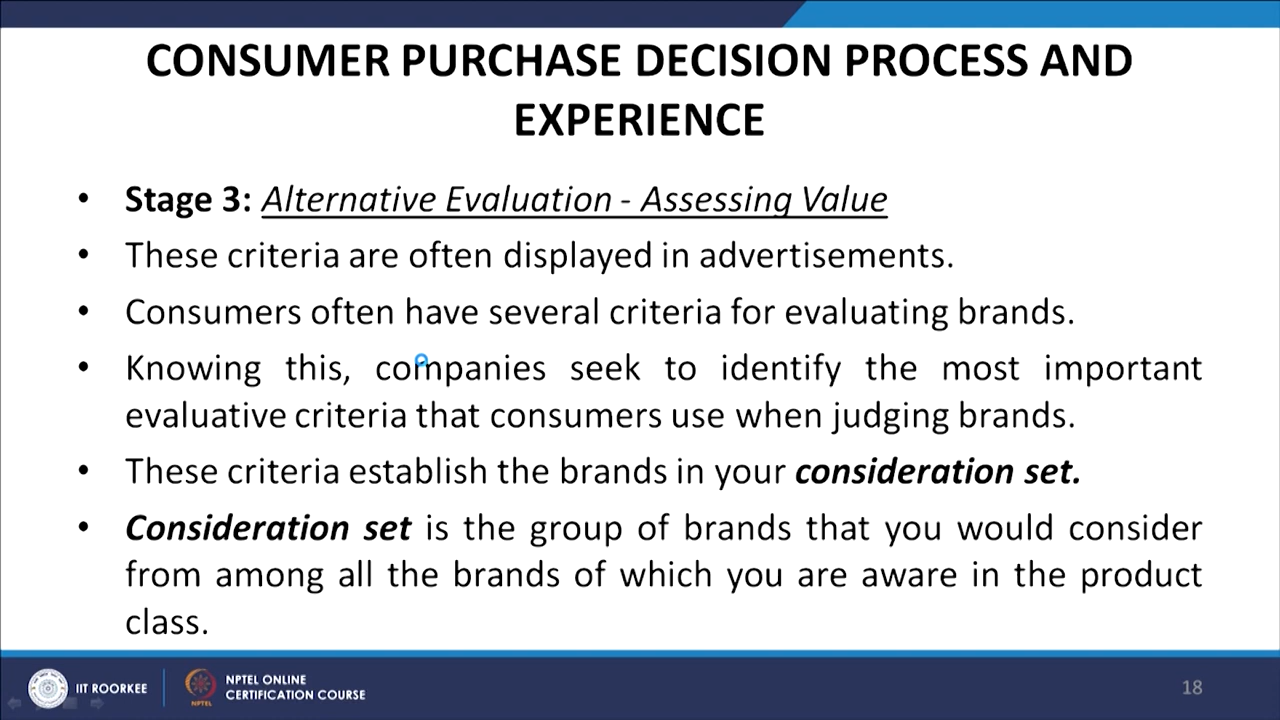 CONSUMER PURCHASE DECISION PROCESS AND
EXPERIENCE
• Stage 3: Alternative Evaluation - Assessing Value
• These criteria are often displayed in advertisements.
• Consumers often have several criteria for evaluating brands.
• Knowing this, companies seek to identify the most important
evaluative criteria that consumers use when judging brands.
• These criteria establish the brands in your consideration set.
• Consideration set is the group of brands that you would consider
from among all the brands of which you are aware in the product
class.
IIT ROORKEE
NPTEL
NPTEL ONLINE
CERTIFICATION COURSE
18